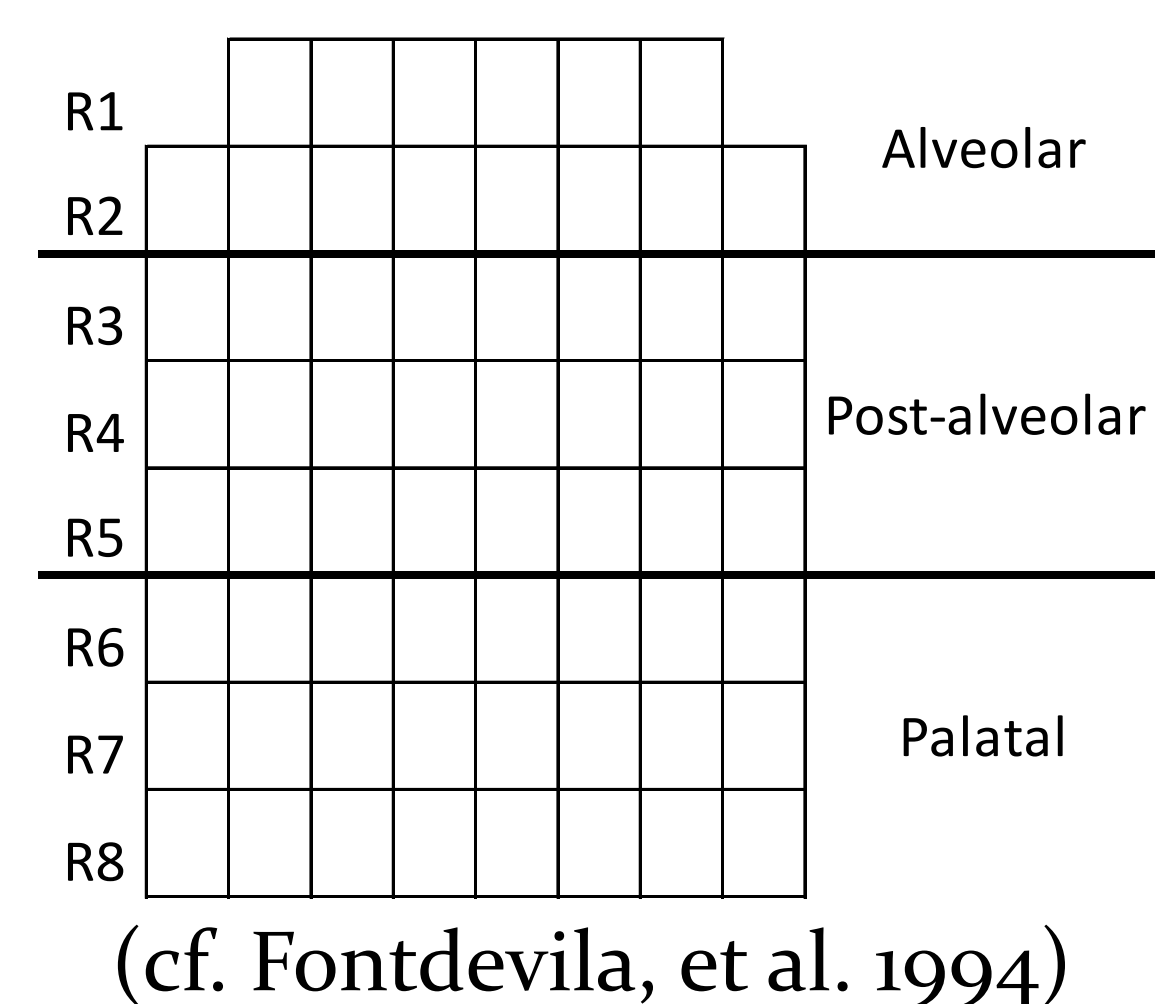 R1
Alveolar
R2
R3
Post-alveolar
R4
R5
R6
Palatal
R7
R8
(cf. Fontdevila, et al. 1994)